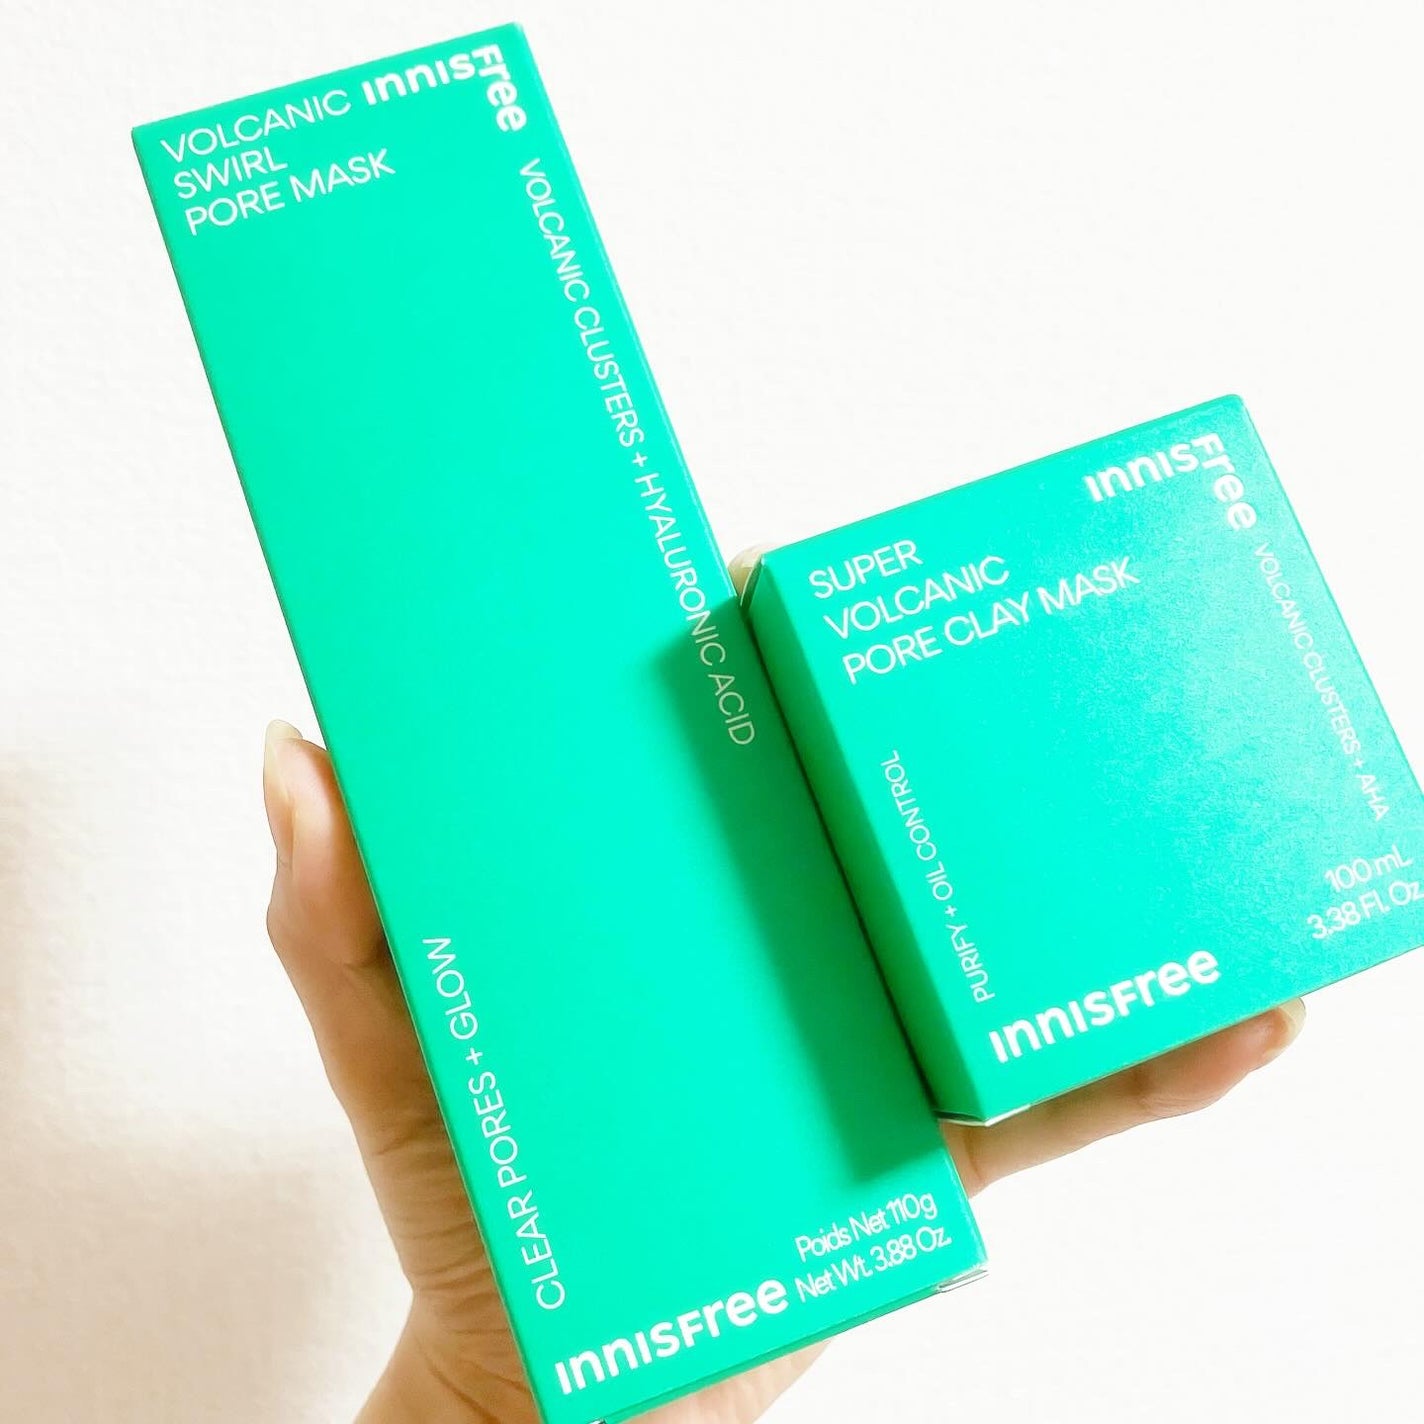 VOLCANIC
SWIRL
PORE MASK
INNISFree
VOLCANIC CLUSTERS + HYALURONIC ACID
CLEAR PORES + GLOW
Poids Net 110g
Net Wt. 3.88 Oz.
INNISFree
INNISFree
SUPER
VOLCANIC
PORE CLAY MASK
VOLCANIC CLUSTERS + AHA
PURIFY + OIL CONTROL
100 mL
3.38 Fl. Oz
INNISFree